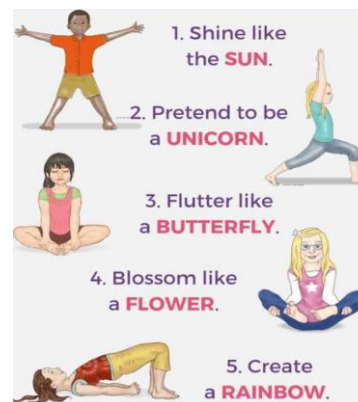 1. Shine like
the SUN.
2. Pretend to be
a UNICORN.
3. Flutter like
a BUTTERFLY.
4. Blossom like
a FLOWER.
5. Create
a RAINBOW.